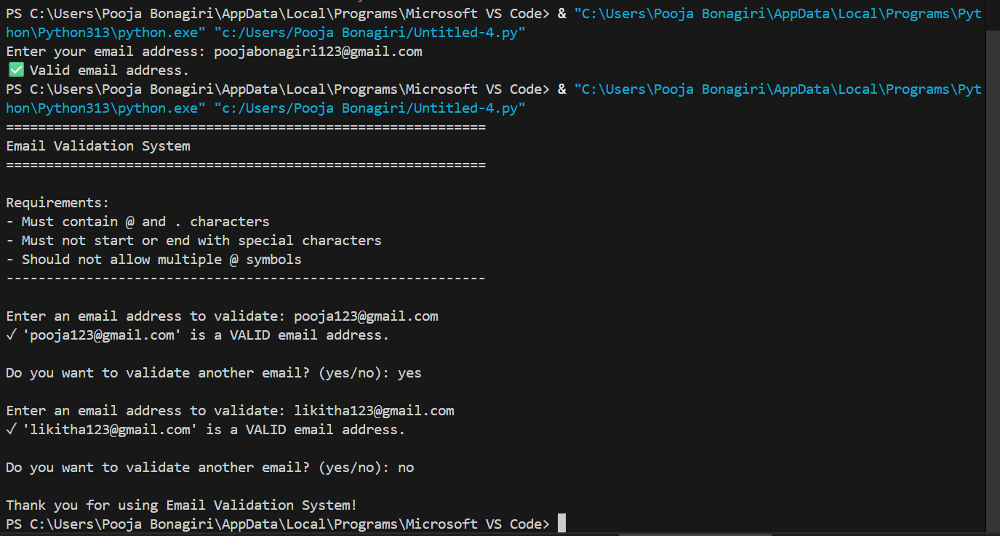 PS C:\Users\Pooja Bonagiri\AppData\Local\Programs\Microsoft VS Code> & "C:\Users\Pooja Bonagiri\AppData\Local\Programs\Pyt
hon\Python313\python.exe" "c:/Users/Pooja Bonagiri/Untitled-4.py"
Enter your email address: poojabonagiri123@gmail.com
✅ Valid email address.
PS C:\Users\Pooja Bonagiri\AppData\Local\Programs\Microsoft VS Code> & "C:\Users\Pooja Bonagiri\AppData\Local\Programs\Pyt
hon\Python313\python.exe" "c:/Users/Pooja Bonagiri/Untitled-4.py"
============================================================
Email Validation System
============================================================
Requirements:
- Must contain @ and . characters
- Must not start or end with special characters
- Should not allow multiple @ symbols
------------------------------------------------------------
Enter an email address to validate: pooja123@gmail.com
✓ 'pooja123@gmail.com' is a VALID email address.
Do you want to validate another email? (yes/no): yes
Enter an email address to validate: likitha123@gmail.com
✓ 'likitha123@gmail.com' is a VALID email address.
Do you want to validate another email? (yes/no): no
Thank you for using Email Validation System!
PS C:\Users\Pooja Bonagiri\AppData\Local\Programs\Microsoft VS Code>